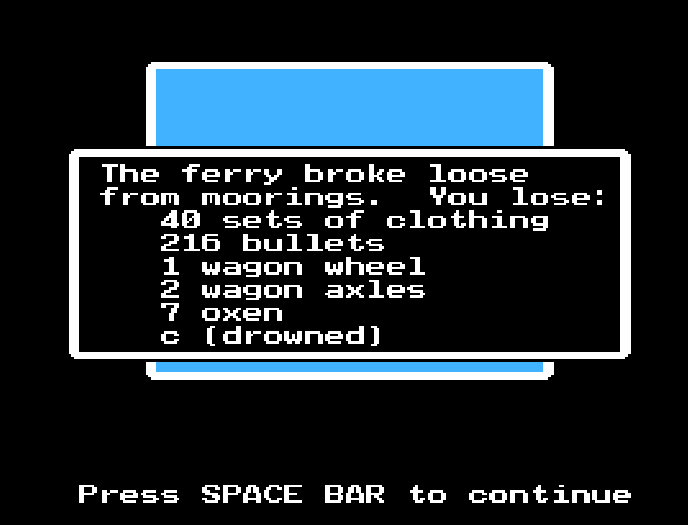 The ferry broke loose
from moorings.  You lose:
40 sets of clothing
216 bullets
1 wagon wheel
2 wagon axles
7 oxen
c (drowned)
Press SPACE BAR to continue